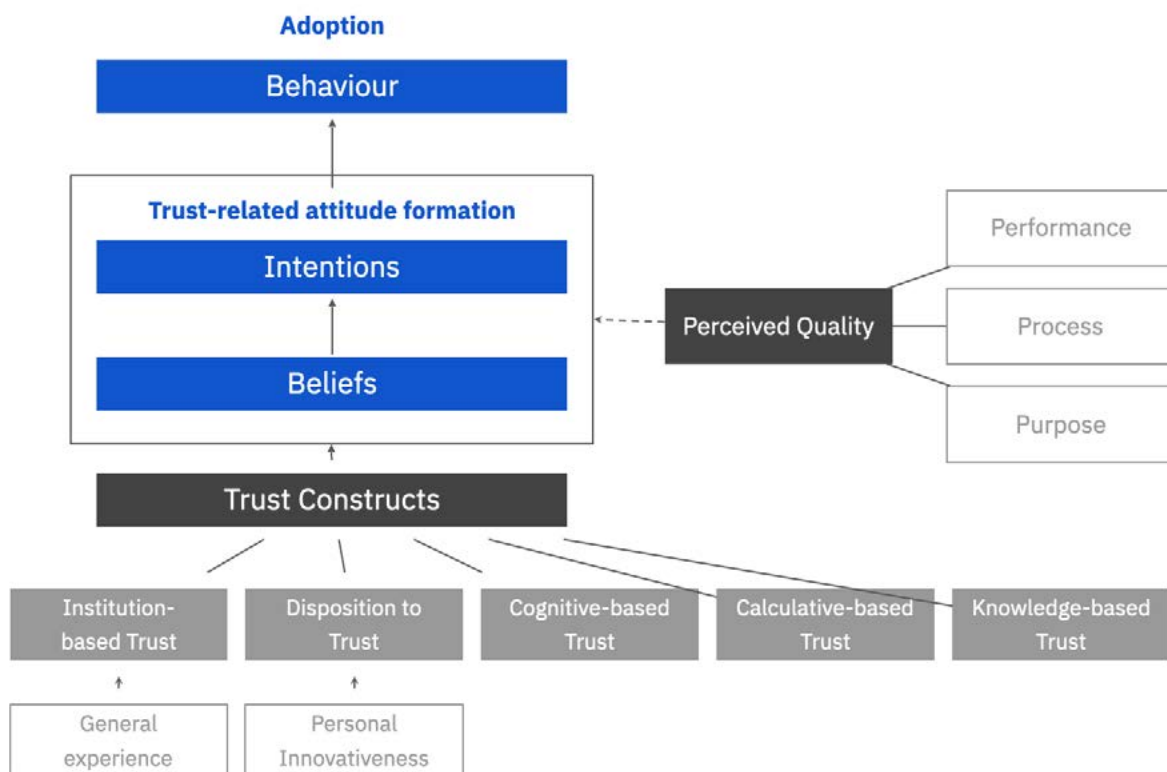 Adoption
Behaviour
Trust-related attitude formation
Intentions
Beliefs
Perceived Quality
Performance
Process
Purpose
Trust Constructs
Institution-
based Trust
Disposition to
Trust
Cognitive-based
Trust
Calculative-based
Trust
Knowledge-based
Trust
General
experience
Personal
Innovativeness